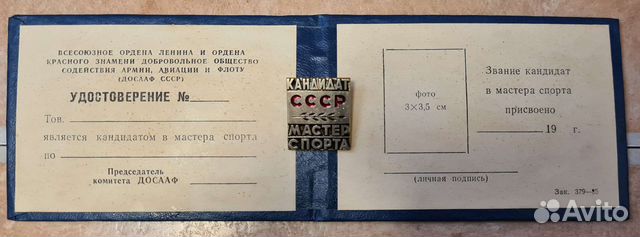 ВСЕСОЮЗНОЕ ОРДЕНА ЛЕНИНА И ОРДЕНА
КРАСНОГО ЗНАМЕНИ ДОБРОВОЛЬНОЕ ОБЩЕСТВО
СОДЕЙСТВИЯ АРМИИ, АВИАЦИИ И ФЛОТУ
(ДОСААФ СССР)
УДОСТОВЕРЕНИЕ №
Тов.
является кандидатом в мастера спорта
по
Председатель
комитета ДОСААФ
КАНДИДАТ
СССР
МАСТЕР
СПОРТА
фото
3×3,5 см
Звание кандидат
в мастера спорта
присвоено
19 г.
(личная подпись)
Зак. 379—85
Avito